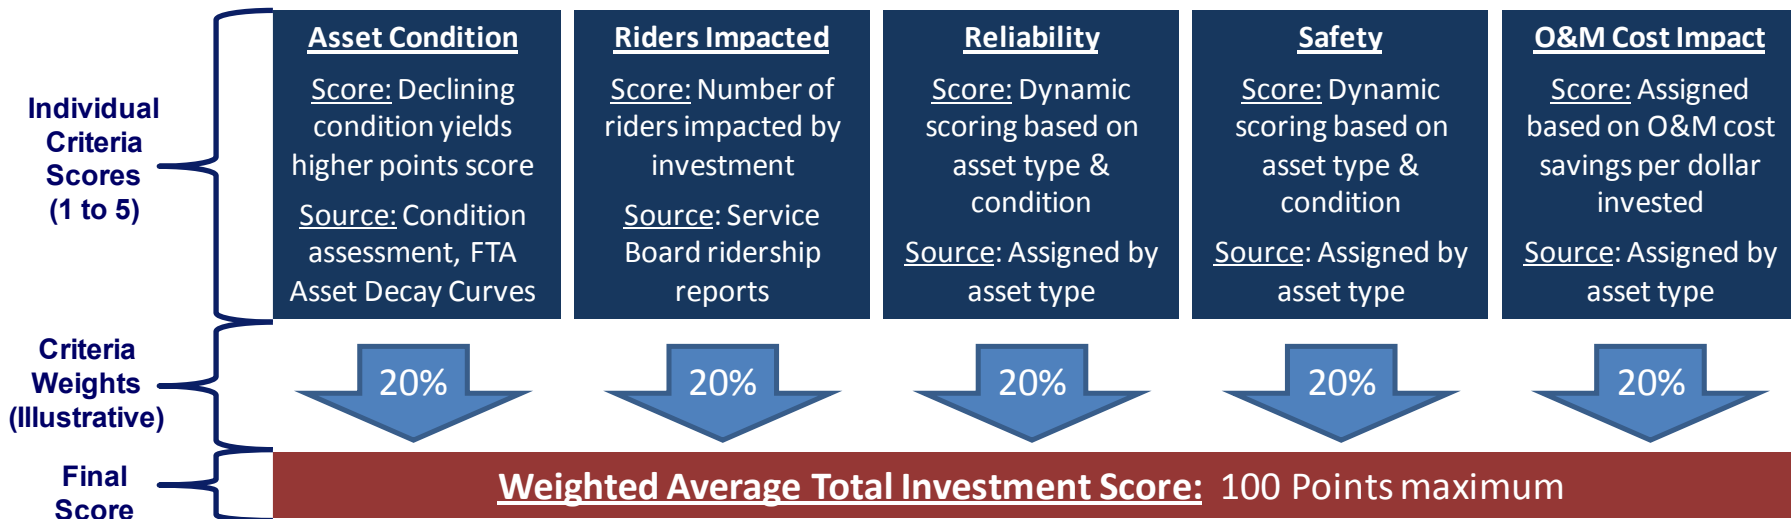 Individual
Criteria
Scores
(1 to 5)
Asset Condition
Score: Declining
condition yields
higher points score
Source: Condition
assessment, FTA
Asset Decay Curves
Riders Impacted
Score: Number of
riders impacted by
investment
Source: Service
Board ridership
reports
Reliability
Score: Dynamic
scoring based on
asset type &
condition
Source: Assigned by
asset type
Safety
Score: Dynamic
scoring based on
asset type &
condition
Source: Assigned by
asset type
O&M Cost Impact
Score: Assigned
based on O&M cost
savings per dollar
invested
Source: Assigned by
asset type
Criteria
Weights
(Illustrative)
20%
20%
20%
20%
20%
Final
Score
Weighted Average Total Investment Score: 100 Points maximum